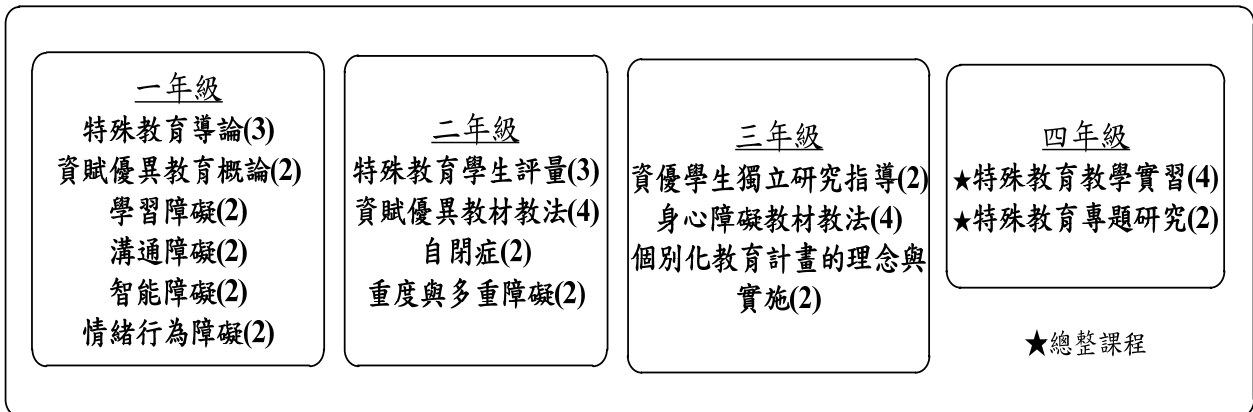 一年級
特殊教育導論(3)
資賦優異教育概論(2)
學習障礙(2)
溝通障礙(2)
智能障礙(2)
情緒行為障礙(2)
二年級
特殊教育學生評量(3)
資賦優異教材教法(4)
自閉症(2)
重度與多重障礙(2)
三年級
資優學生獨立研究指導(2)
身心障礙教材教法(4)
個別化教育計畫的理念與
實施(2)
四年級
★特殊教育教學實習(4)
★特殊教育專題研究(2)
★總整課程